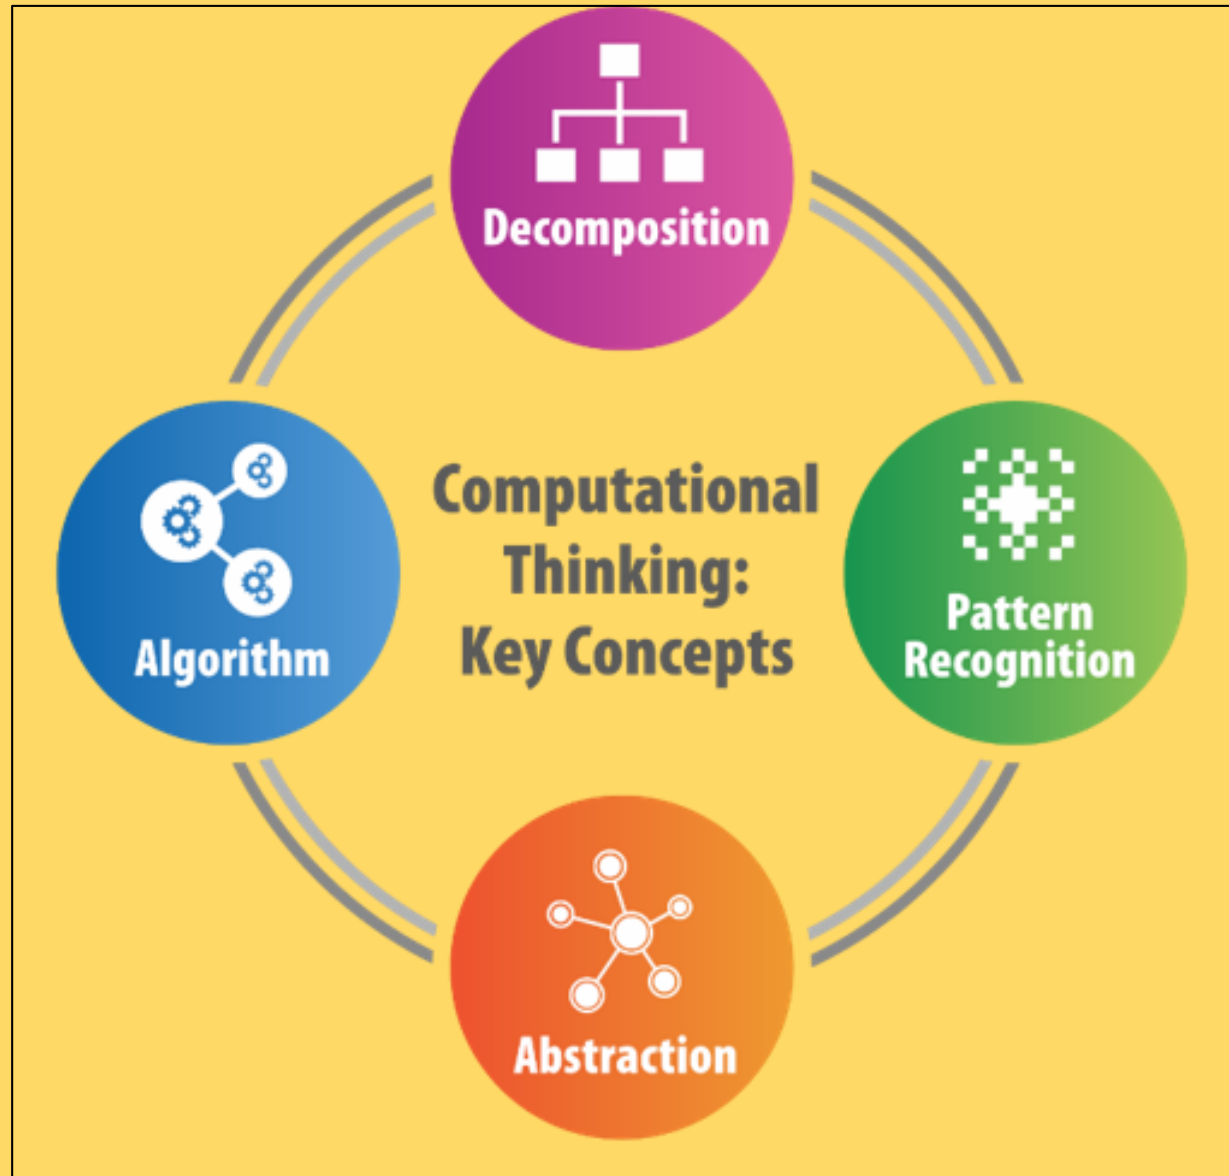 Decomposition
Computational
Thinking:
Key Concepts
Algorithm
Pattern
Recognition
Abstraction